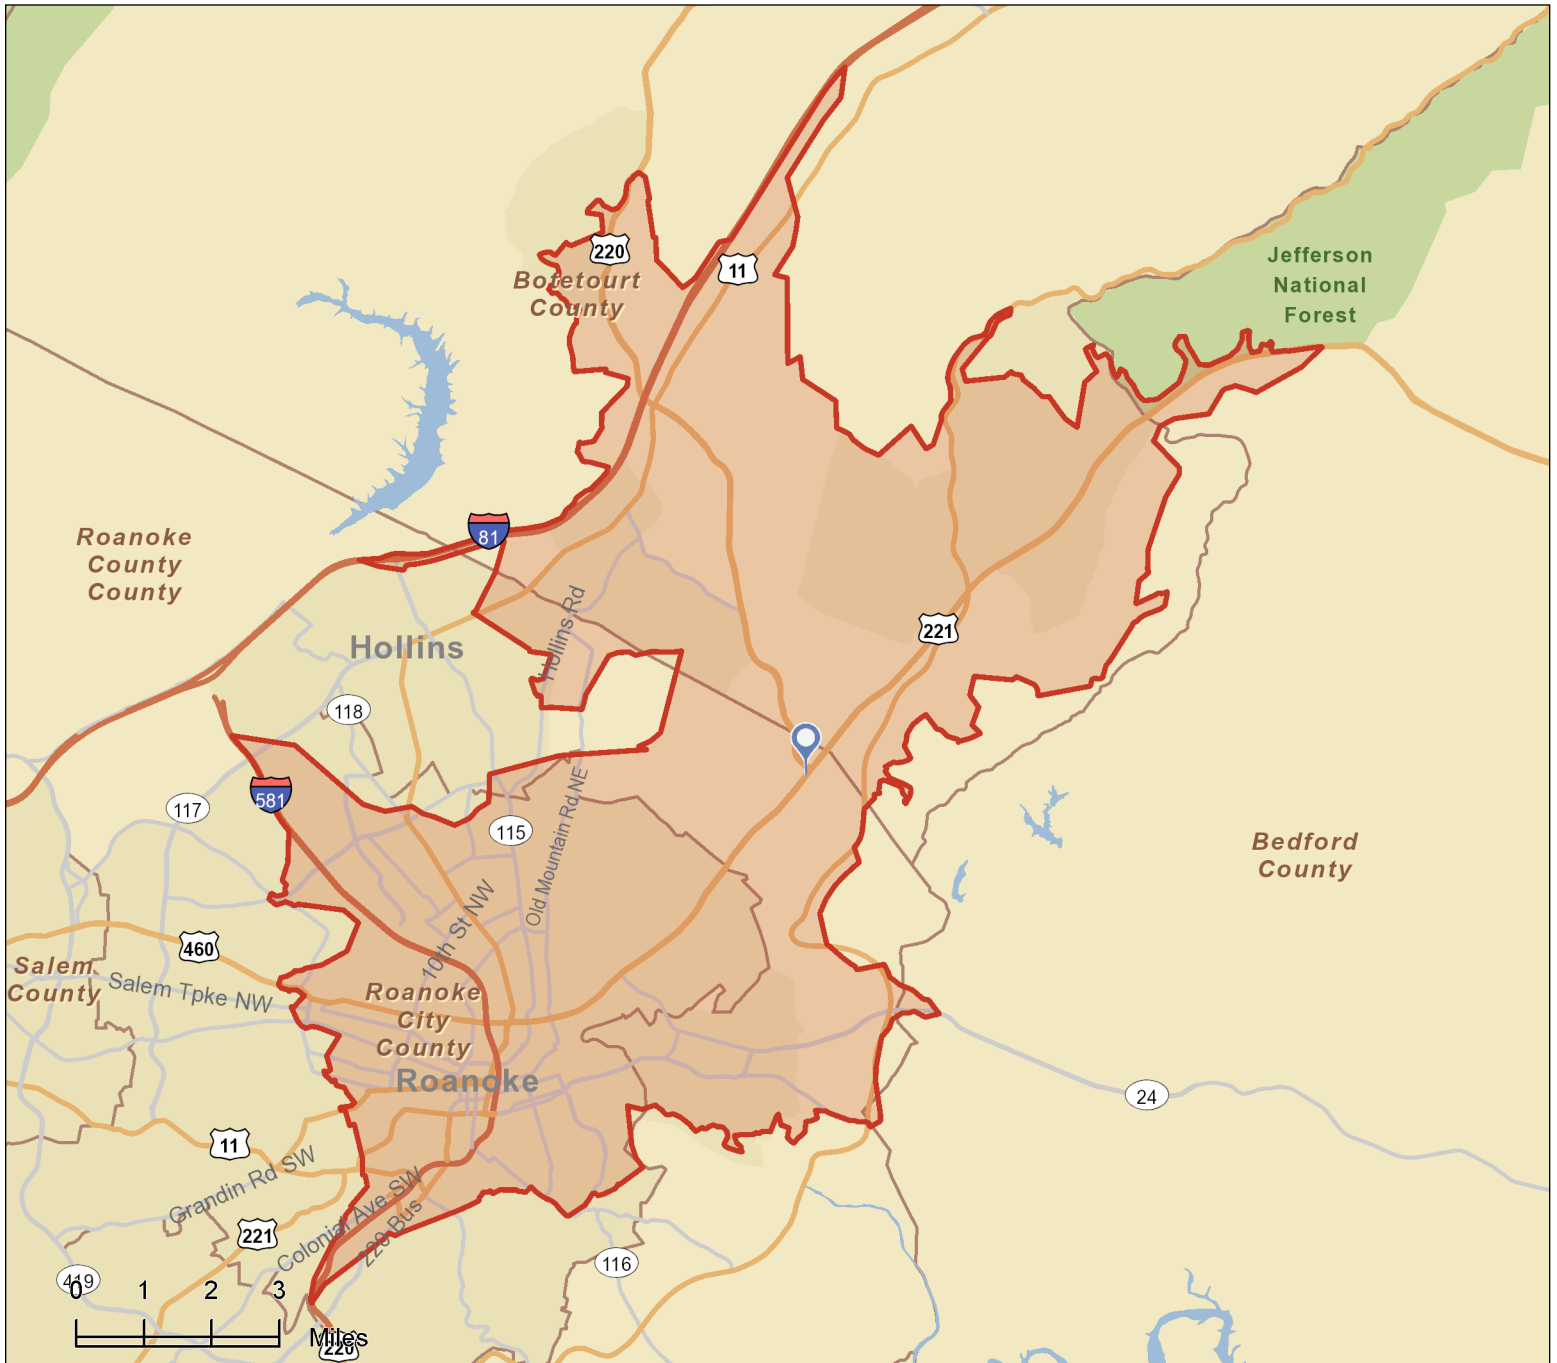 Jefferson
National
Forest
220
11
Botetourt
County
81
Roanoke
County
County
Hollins Rd
221
Hollins
118
581
117
115
Old Mountain Rd NE
Bedford
County
10th St NW
460
Salem
County
Salem Tpke NW
Roanoke
City
County
Roanoke
24
11
Grandin Rd SW
Colonial Ave SW
220 Bus
221
116
419
0 1 2 3
Miles
220